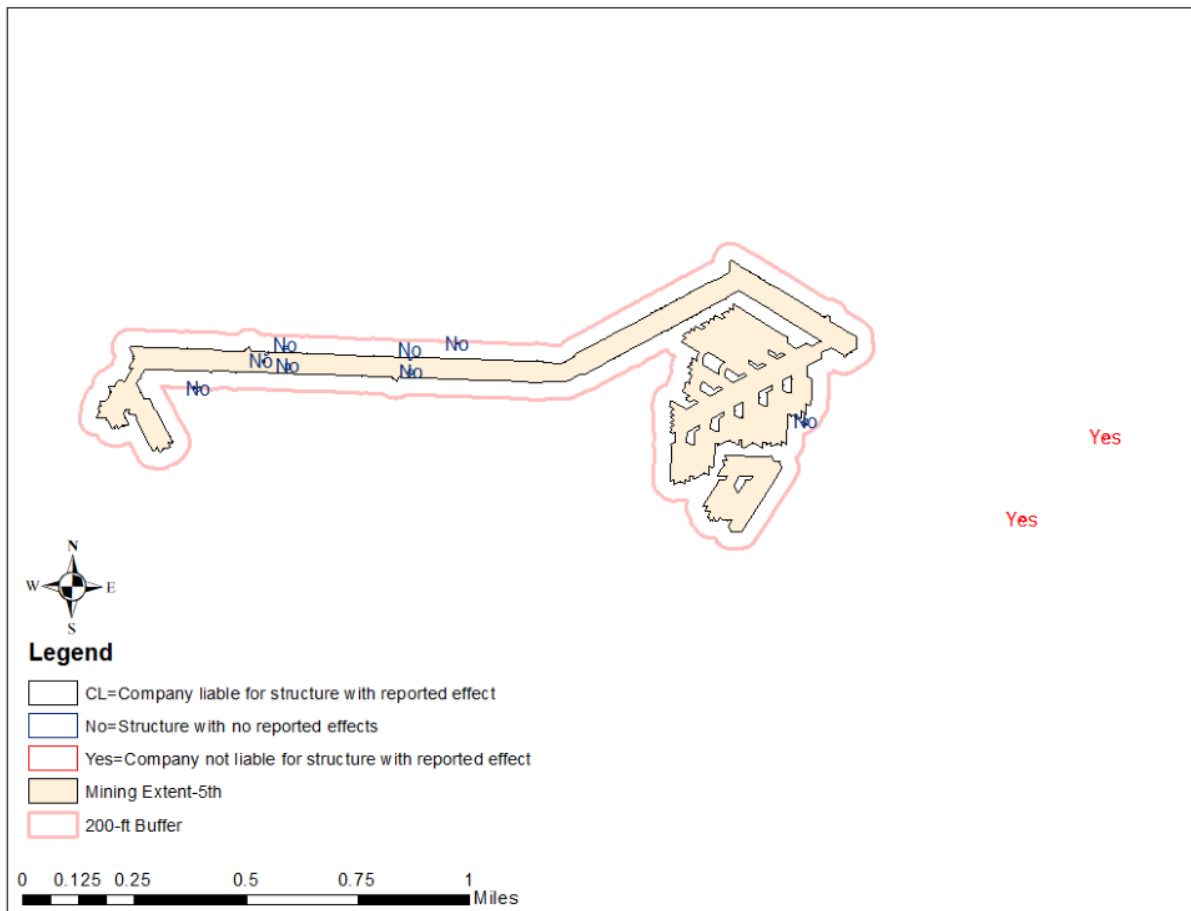 No
No
No
No
No
No
No
No
No
Yes
Yes
N
W
E
S
Legend
CL=Company liable for structure with reported effect
No=Structure with no reported effects
Yes=Company not liable for structure with reported effect
Mining Extent-5th
200-ft Buffer
0 0.125 0.25 0.5 0.75 1
Miles